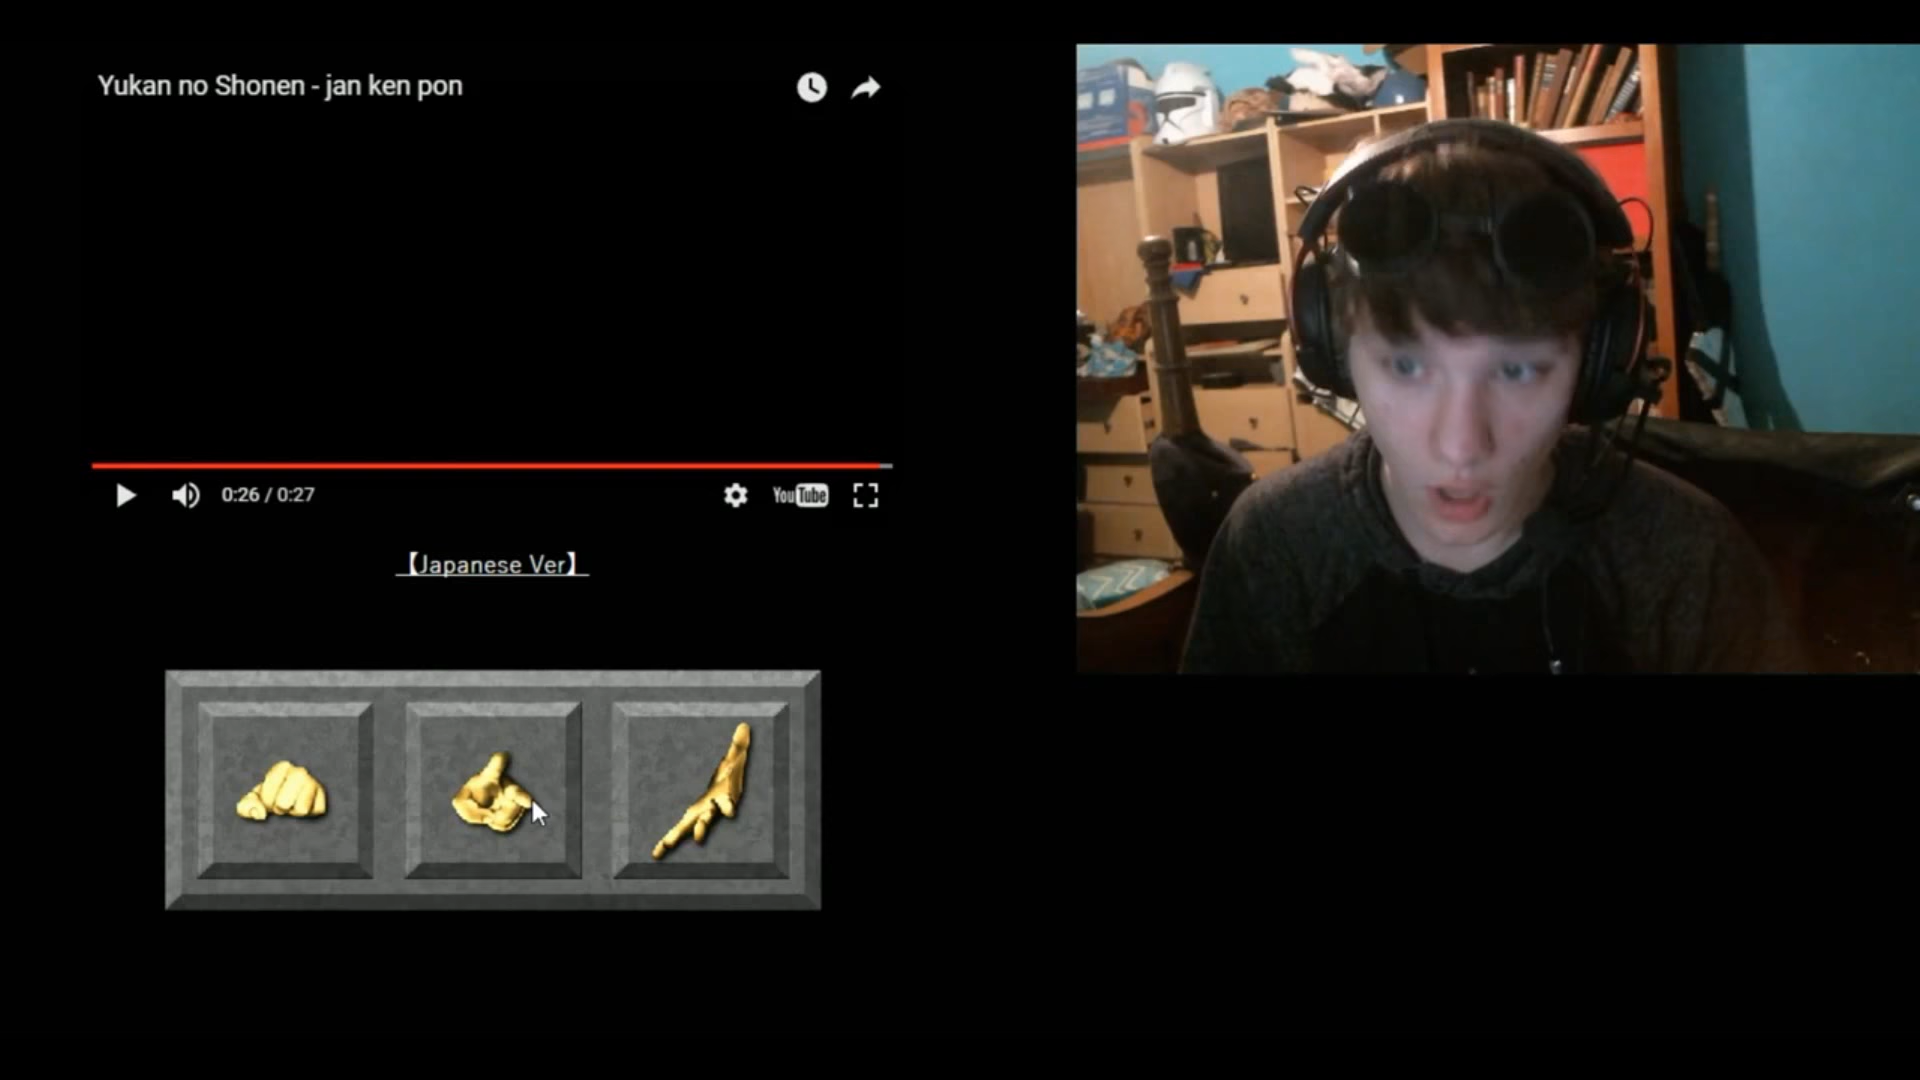 Yukan no Shonen - jan ken pon
0:26 / 0:27
YouTube
【Japanese Ver】